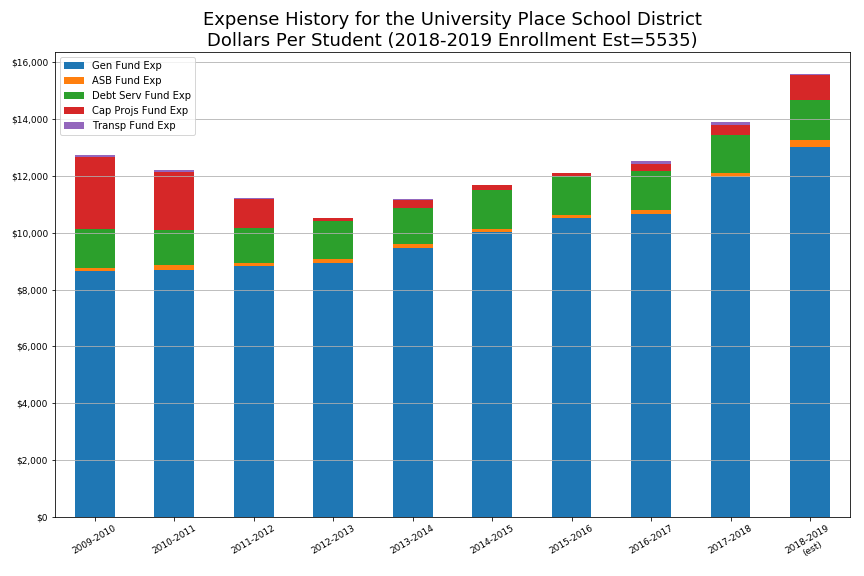 Expense History for the University Place School District
Dollars Per Student (2018-2019 Enrollment Est=5535)
Gen Fund Exp
ASB Fund Exp
Debt Serv Fund Exp
Cap Projs Fund Exp
Transp Fund Exp
$16,000
$14,000
$12,000
$10,000
$8,000
$6,000
$4,000
$2,000
$0
2009-2010
2010-2011
2011-2012
2012-2013
2013-2014
2014-2015
2015-2016
2016-2017
2017-2018
2018-2019
(est)